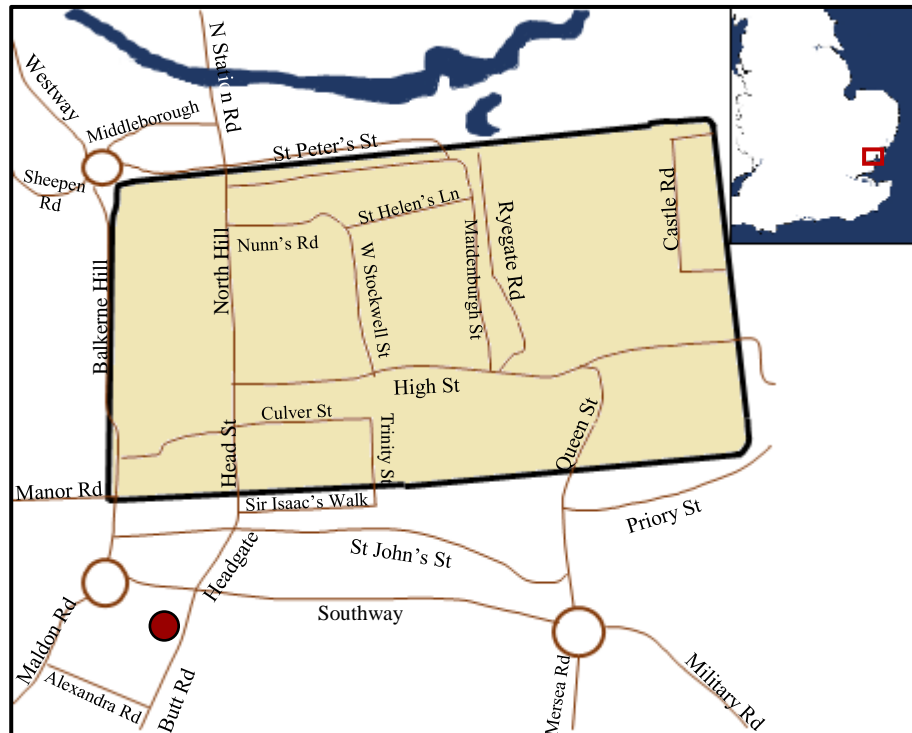 Westway
N Station Rd
Middleborough
St Peter's St
Sheepen
Rd
St Helen's Ln
Castle Rd
Ryegate Rd
Nunn's Rd
North Hill
W Stockwell St
Maidenburgh St
Balkerne Hill
High St
Culver St
Trinity St
Head St
Queen St
Manor Rd
Sir Isaac's Walk
Priory St
St John's St
Headgate
Southway
Maldon Rd
Alexandra Rd
Butt Rd
Mersea Rd
Military Rd